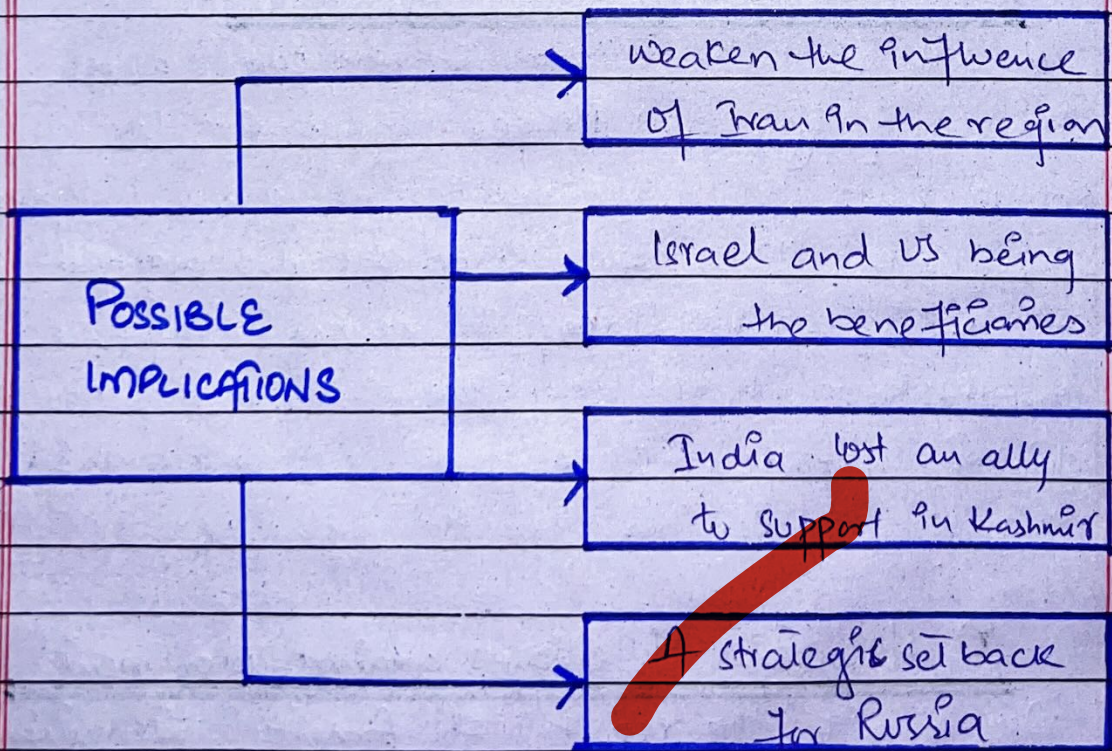 weaken the influence
of Iran in the region
Israel and US being
the beneficiaries
POSSIBLE
IMPLICATIONS
India lost an ally
to support in Kashmir
A strategic set back
for Russia